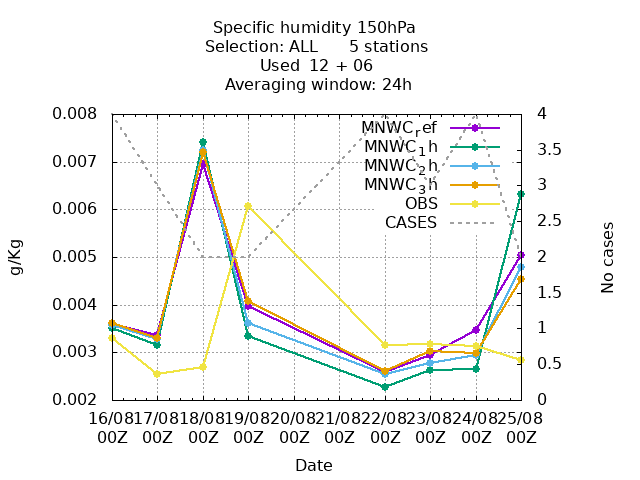 Specific humidity 150hPa
Selection: ALL      5 stations
Used  12 + 06
Averaging window: 24h
0.008
0.007
0.006
0.005
0.004
0.003
0.002
g/Kg
4
3.5
3
2.5
2
1.5
1
0.5
0
No cases
MNWC_ref
MNWC_1h
MNWC_2h
MNWC_3h
OBS
CASES
16/08 17/08 18/08 19/08 20/08 21/08 22/08 23/08 24/08 25/08
00Z 00Z 00Z 00Z 00Z 00Z 00Z 00Z 00Z 00Z
Date